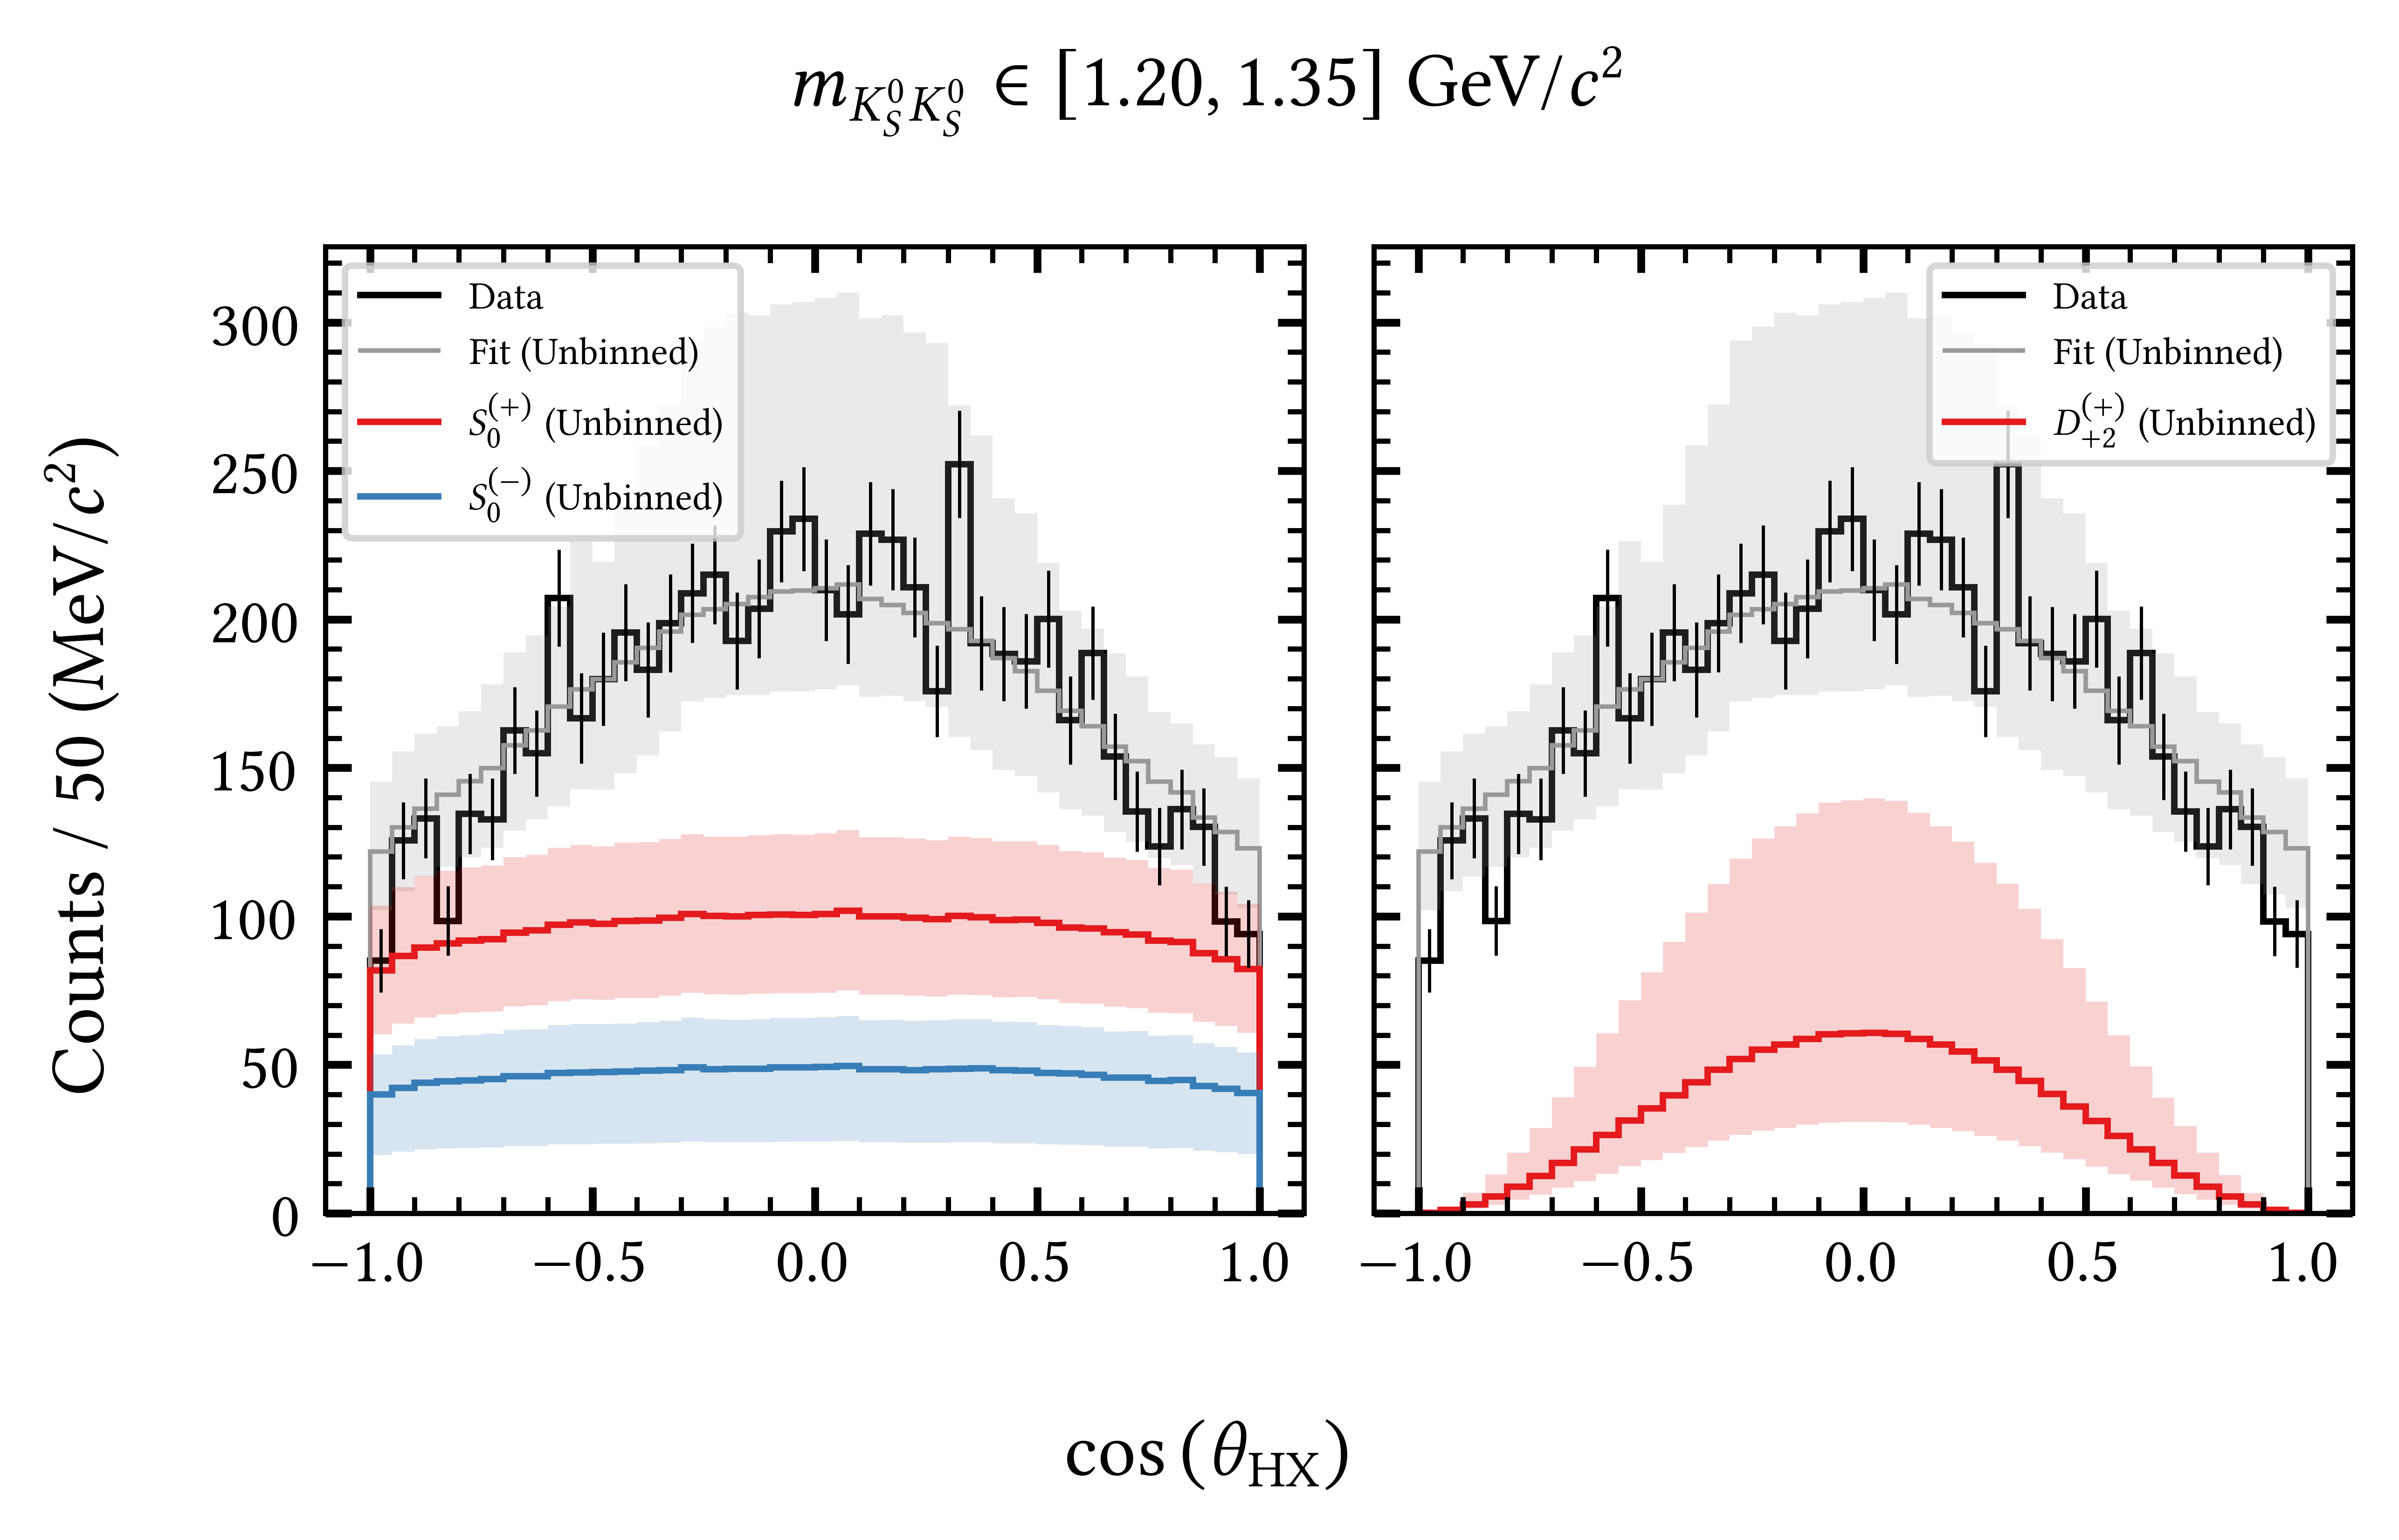 m_{K_S^0 K_S^0} ∈ [1.20, 1.35] GeV/c²
Counts / 50 (MeV/c²)
300
250
200
150
100
50
0
Data
Fit (Unbinned)
S_0^{(+)} (Unbinned)
S_0^{(−)} (Unbinned)
Data
Fit (Unbinned)
D_{+2}^{(+)} (Unbinned)
−1.0 −0.5 0.0 0.5 1.0
−1.0 −0.5 0.0 0.5 1.0
cos (θ_{HX})